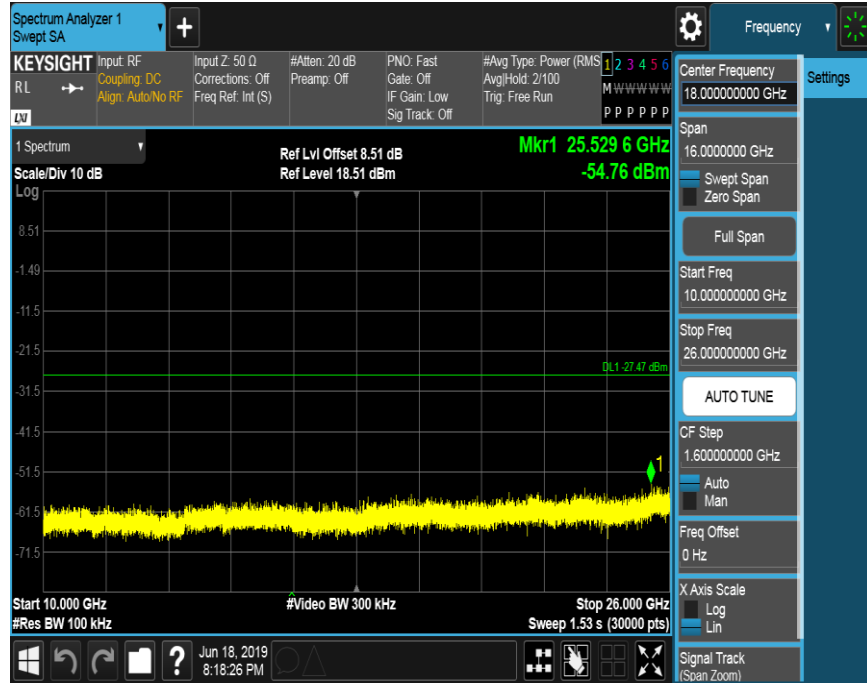 Spectrum Analyzer 1
Swept SA
+
Frequency
KEYSIGHT
RL
LXI
Input: RF
Coupling: DC
Align: Auto/No RF
Input Z: 50 Ω
Corrections: Off
Freq Ref: Int (S)
#Atten: 20 dB
Preamp: Off
PNO: Fast
Gate: Off
IF Gain: Low
Sig Track: Off
#Avg Type: Power (RMS
Avg|Hold: 2/100
Trig: Free Run
1 2 3 4 5 6
M W W W W W
P P P P P P
1 Spectrum
Scale/Div 10 dB
Log
Ref Lvl Offset 8.51 dB
Ref Level 18.51 dBm
Mkr1 25.529 6 GHz
-54.76 dBm
8.51
-1.49
-11.5
-21.5
-31.5
-41.5
-51.5
-61.5
-71.5
DL1 -27.47 dBm
1
Start 10.000 GHz
#Res BW 100 kHz
#Video BW 300 kHz
Stop 26.000 GHz
Sweep 1.53 s (30000 pts)
?
Jun 18, 2019
8:18:26 PM
Center Frequency
18.000000000 GHz
Span
16.0000000 GHz
Swept Span
Zero Span
Full Span
Start Freq
10.000000000 GHz
Stop Freq
26.000000000 GHz
AUTO TUNE
CF Step
1.600000000 GHz
Auto
Man
Freq Offset
0 Hz
X Axis Scale
Log
Lin
Signal Track
(Span Zoom)
Settings